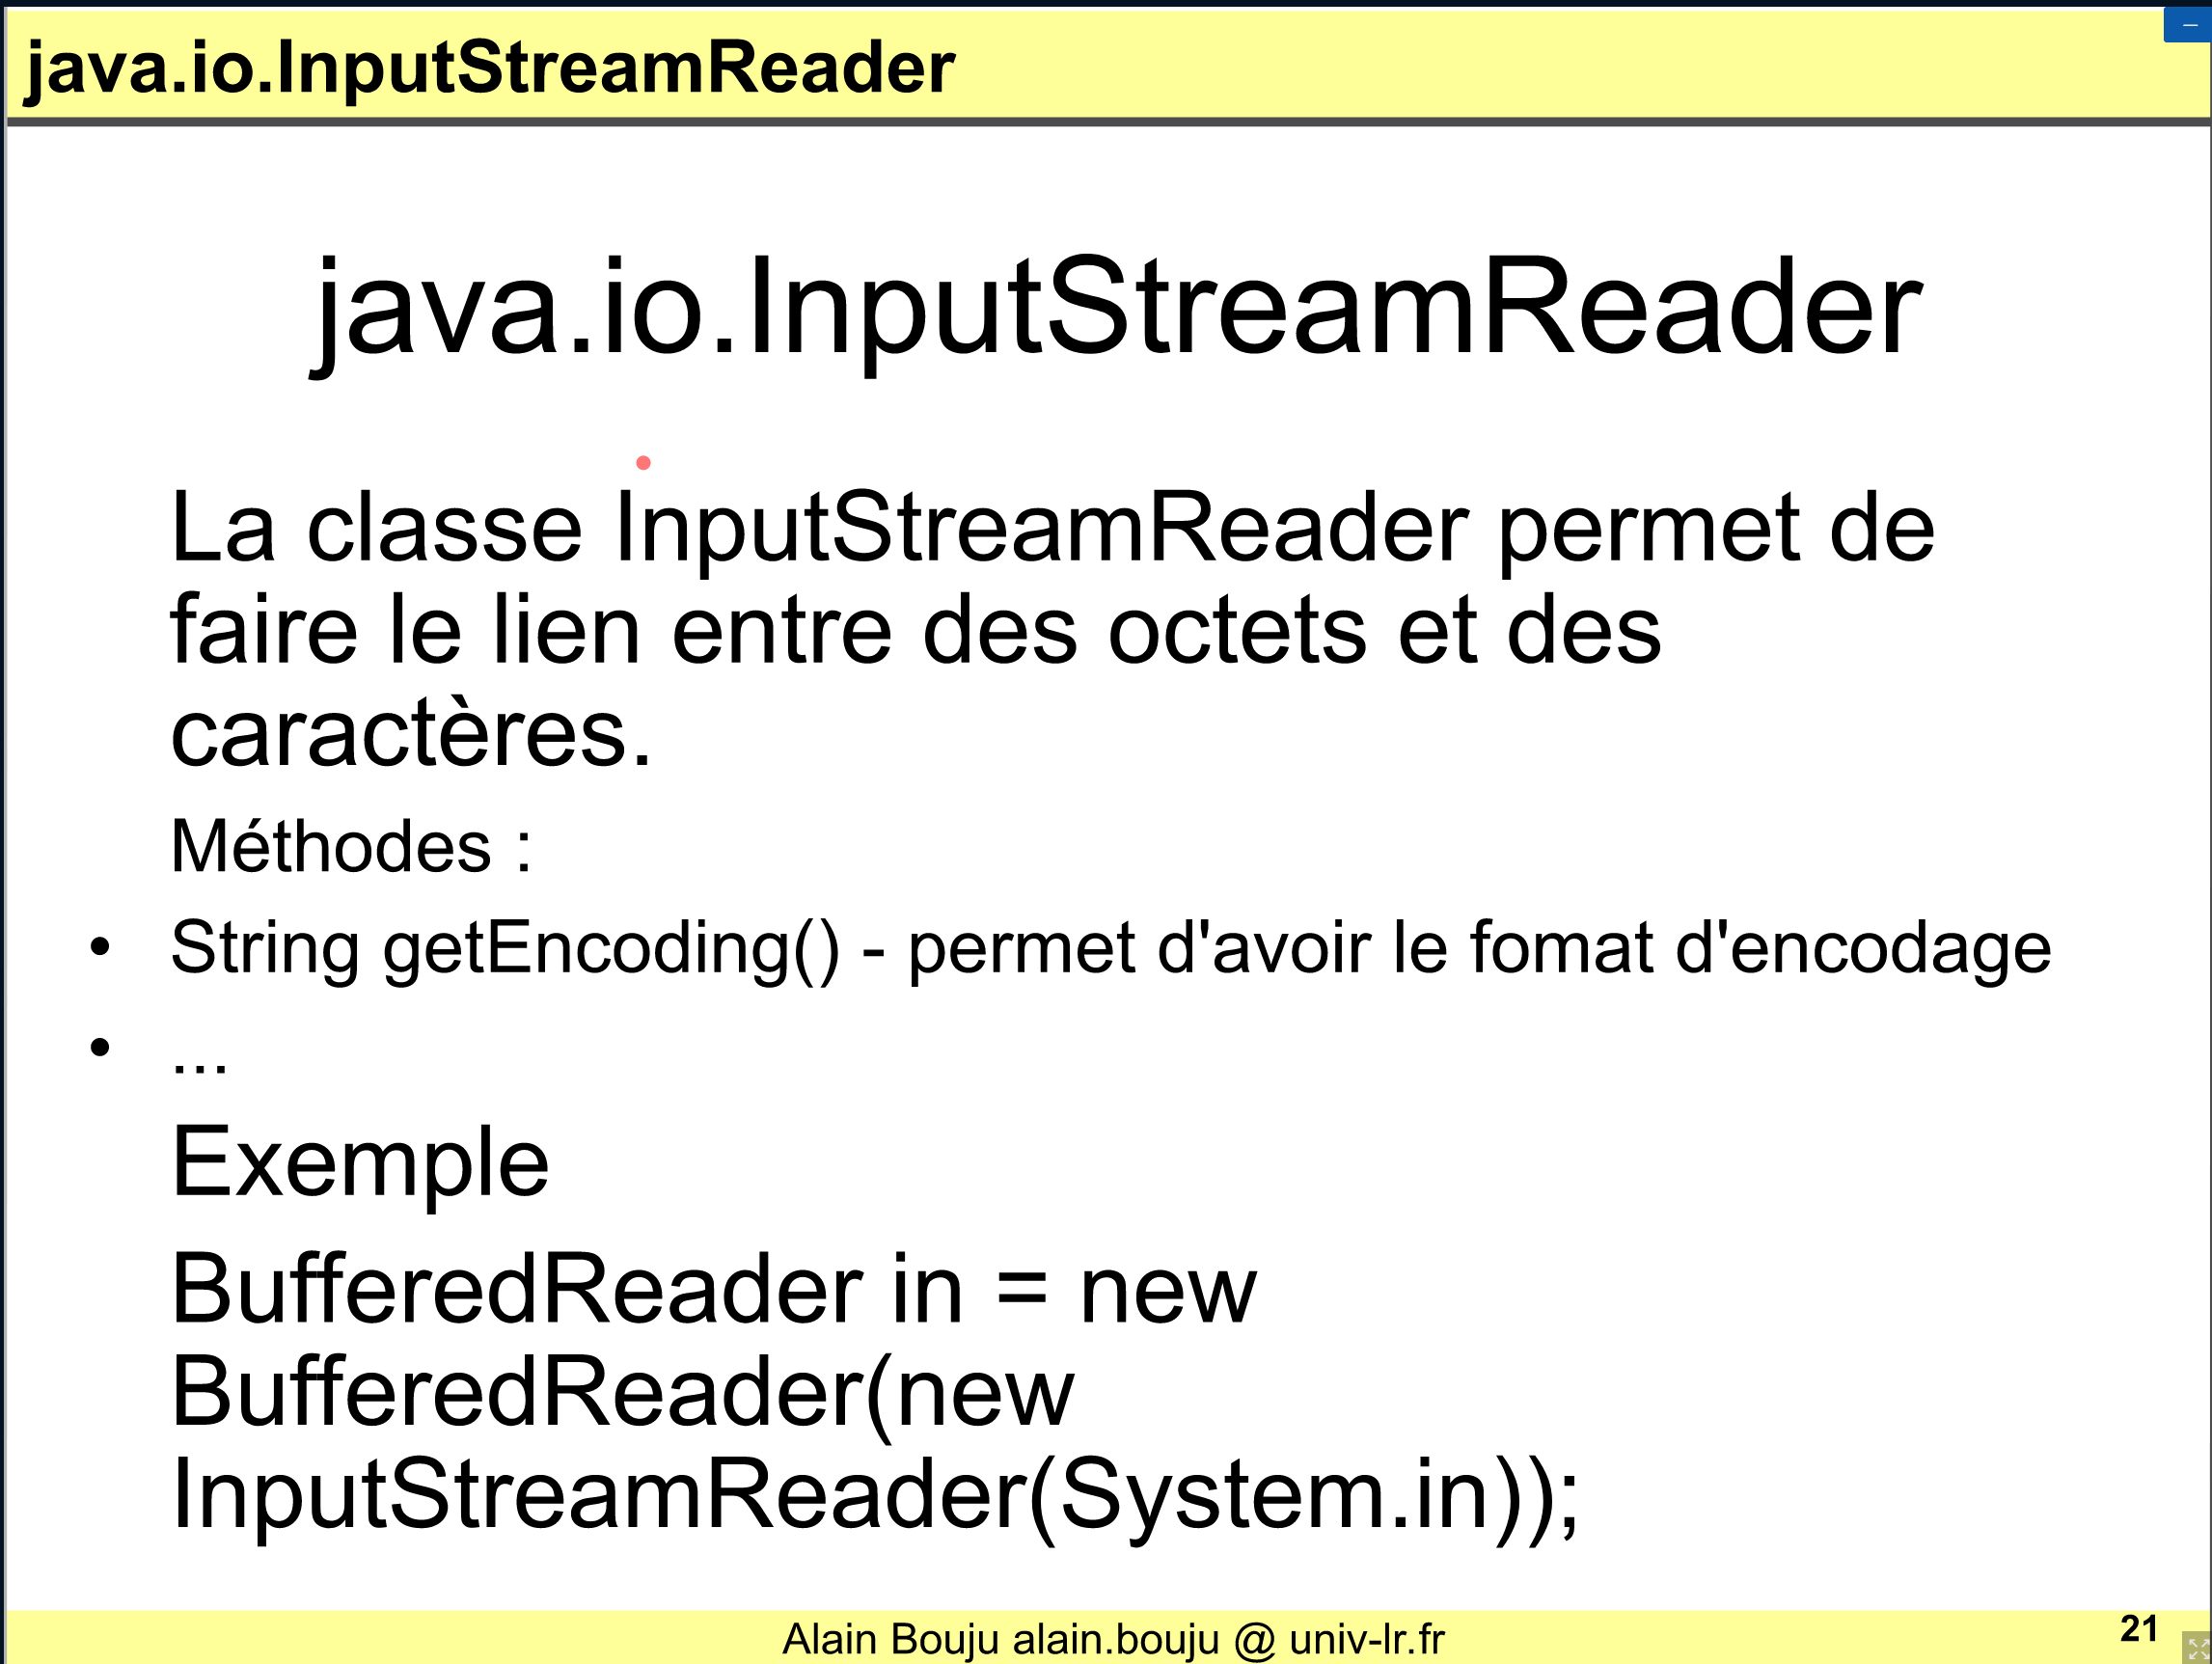 java.io.InputStreamReader
java.io.InputStreamReader
La classe InputStreamReader permet de
faire le lien entre des octets et des
caractères.
Méthodes :
• String getEncoding() - permet d'avoir le fomat d'encodage
• ...
Exemple
BufferedReader in = new
BufferedReader(new
InputStreamReader(System.in));
Alain Bouju alain.bouju @ univ-lr.fr
21